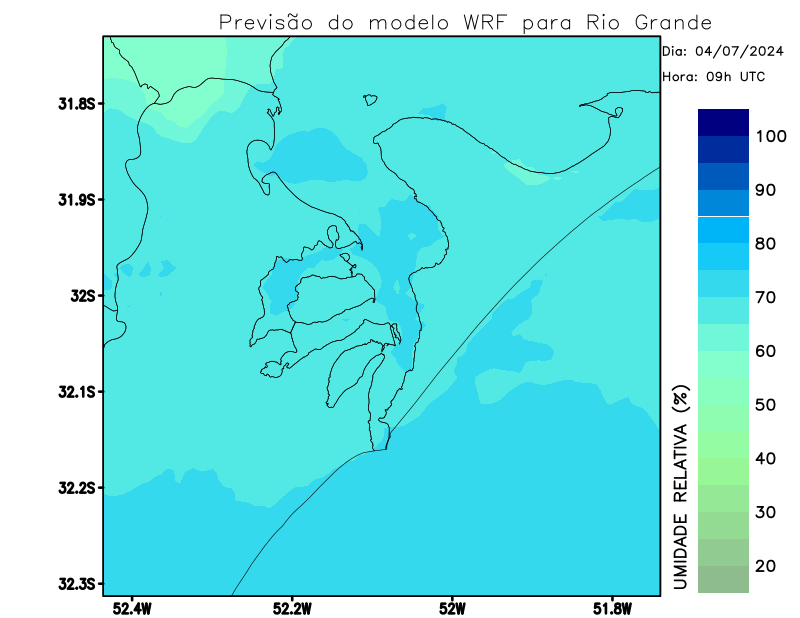 Previsão do modelo WRF para Rio Grande
Dia: 04/07/2024
Hora: 09h UTC
31.8S
31.9S
32S
32.1S
32.2S
32.3S
52.4W
52.2W
52W
51.8W
UMIDADE RELATIVA (%)
100
90
80
70
60
50
40
30
20